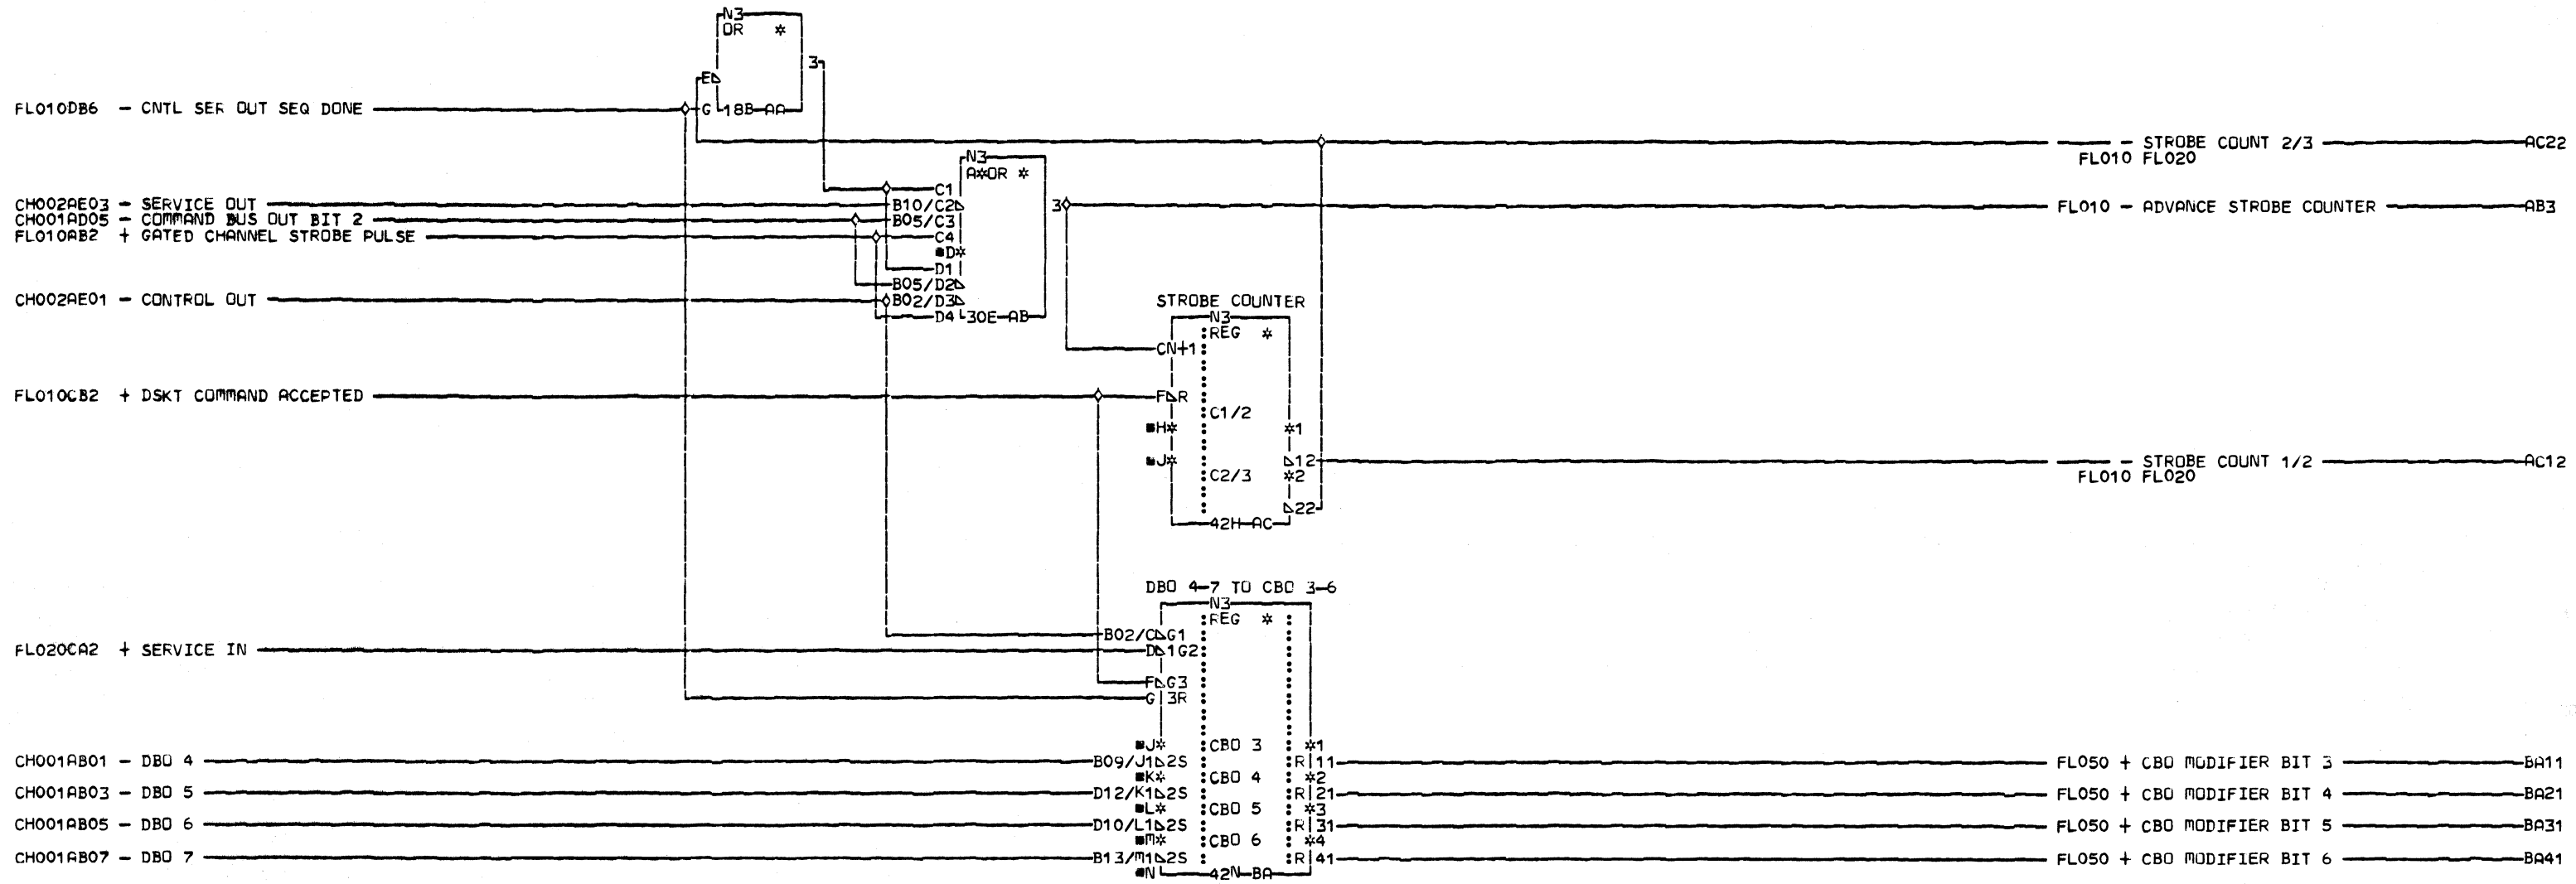 N3
OR *
3
E
FL010DB6 - CNTL SER OUT SEQ DONE
G 18B-AA
- STROBE COUNT 2/3 AC22
FL010 FL020
N3
A*OR *
C1
CH002AE03 - SERVICE OUT B10/C2
3 FL010 - ADVANCE STROBE COUNTER AB3
CH001AD05 - COMMAND BUS OUT BIT 2 B05/C3
FL010AB2 + GATED CHANNEL STROBE PULSE C4
■D*
D1
B05/D2
CH002AE01 - CONTROL OUT B02/D3
D4 30E-AB
STROBE COUNTER
N3
REG *
CN+1
FL010CB2 + DSKT COMMAND ACCEPTED F R
C1/2
■H* *1
■J* 12 - STROBE COUNT 1/2 AC12
FL010 FL020
C2/3 *2
22
42H-AC
DBO 4-7 TO CBO 3-6
N3
REG *
B02/C G1
FL020CA2 + SERVICE IN D 1G2
F G3
G 3R
■J* CBO 3 *1
CH001AB01 - DBO 4 B09/J1 2S R 11 FL050 + CBO MODIFIER BIT 3 BA11
■K* CBO 4 *2
CH001AB03 - DBO 5 D12/K1 2S R 21 FL050 + CBO MODIFIER BIT 4 BA21
■L* CBO 5 *3
CH001AB05 - DBO 6 D10/L1 2S R 31 FL050 + CBO MODIFIER BIT 5 BA31
■M* CBO 6 *4
CH001AB07 - DBO 7 B13/M1 2S R 41 FL050 + CBO MODIFIER BIT 6 BA41
■N 42N-BA